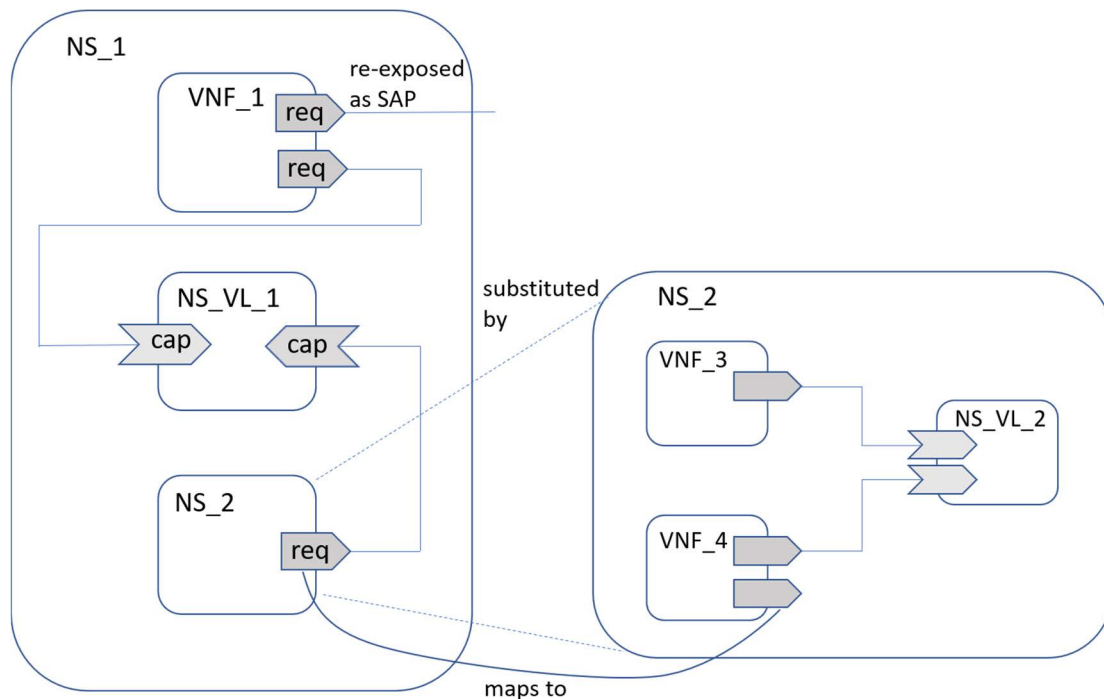 NS_1
VNF_1
re-exposed
as SAP
req
req
NS_VL_1
cap
cap
NS_2
req
substituted
by
NS_2
VNF_3
NS_VL_2
VNF_4
maps to